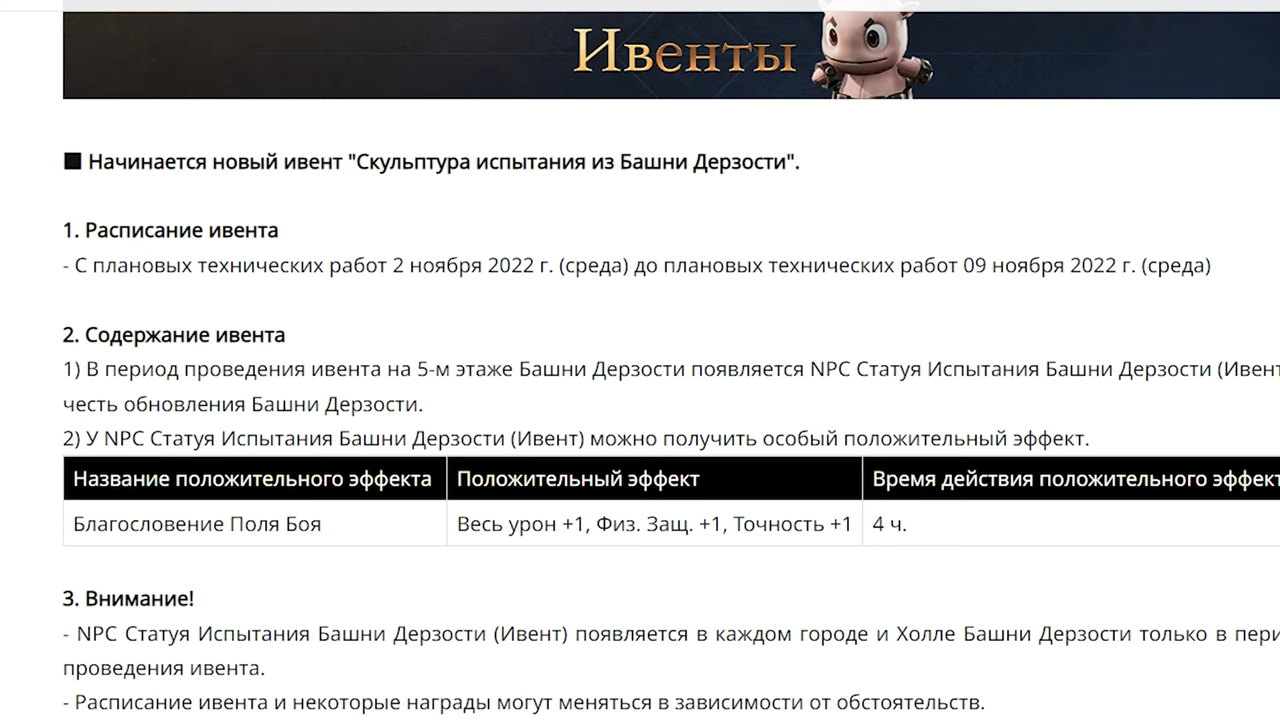 Ивенты
■ Начинается новый ивент "Скульптура испытания из Башни Дерзости".
1. Расписание ивента
- С плановых технических работ 2 ноября 2022 г. (среда) до плановых технических работ 09 ноября 2022 г. (среда)
2. Содержание ивента
1) В период проведения ивента на 5-м этаже Башни Дерзости появляется NPC Статуя Испытания Башни Дерзости (Ивент
честь обновления Башни Дерзости.
2) У NPC Статуя Испытания Башни Дерзости (Ивент) можно получить особый положительный эффект.
Название положительного эффекта Положительный эффект Время действия положительного эффект
Благословение Поля Боя Весь урон +1, Физ. Защ. +1, Точность +1 4 ч.
3. Внимание!
- NPC Статуя Испытания Башни Дерзости (Ивент) появляется в каждом городе и Холле Башни Дерзости только в пери
проведения ивента.
- Расписание ивента и некоторые награды могут меняться в зависимости от обстоятельств.